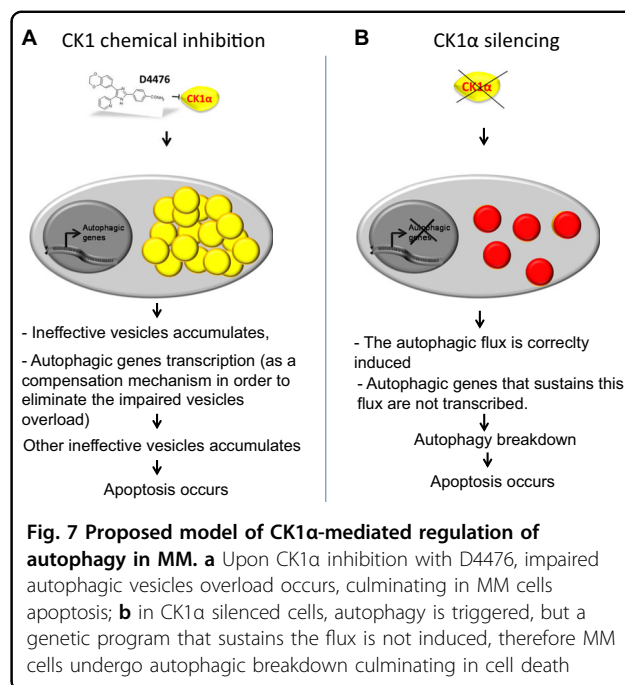 A
CK1 chemical inhibition
D4476
CK1α
Autophagic
genes
- Ineffective vesicles accumulates,
- Autophagic genes transcription (as a
compensation mechanism in order to
eliminate the impaired vesicles
overload)
Other ineffective vesicles accumulates
Apoptosis occurs
B
CK1α silencing
CK1α
Autophagic
genes
- The autophagic flux is correclty
induced
- Autophagic genes that sustains this
flux are not transcribed.
Autophagy breakdown
Apoptosis occurs
Fig. 7 Proposed model of CK1α-mediated regulation of
autophagy in MM. a Upon CK1α inhibition with D4476, impaired
autophagic vesicles overload occurs, culminating in MM cells
apoptosis; b in CK1α silenced cells, autophagy is triggered, but a
genetic program that sustains the flux is not induced, therefore MM
cells undergo autophagic breakdown culminating in cell death